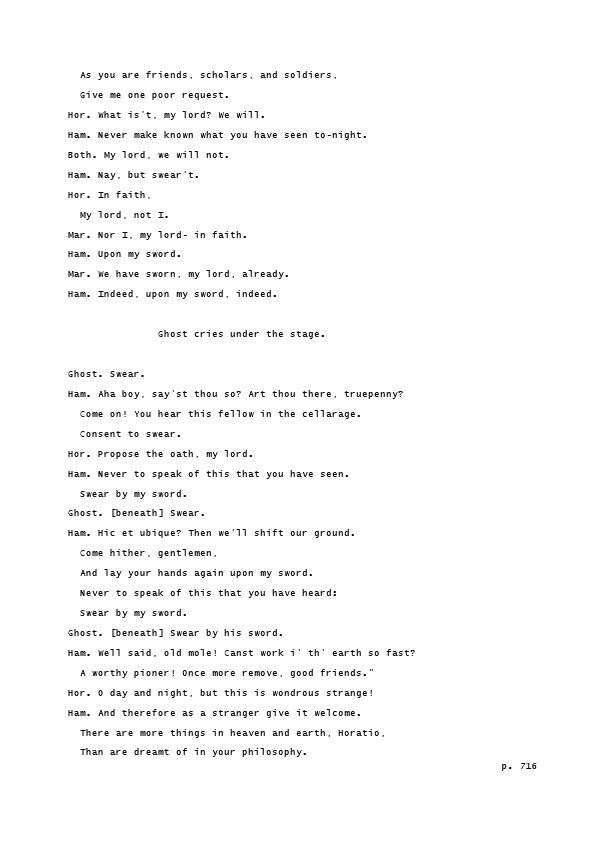 As you are friends, scholars, and soldiers,
Give me one poor request.
Hor. What is't, my lord? We will.
Ham. Never make known what you have seen to-night.
Both. My lord, we will not.
Ham. Nay, but swear't.
Hor. In faith,
My lord, not I.
Mar. Nor I, my lord- in faith.
Ham. Upon my sword.
Mar. We have sworn, my lord, already.
Ham. Indeed, upon my sword, indeed.
Ghost cries under the stage.
Ghost. Swear.
Ham. Aha boy, say'st thou so? Art thou there, truepenny?
Come on! You hear this fellow in the cellarage.
Consent to swear.
Hor. Propose the oath, my lord.
Ham. Never to speak of this that you have seen.
Swear by my sword.
Ghost. [beneath] Swear.
Ham. Hic et ubique? Then we'll shift our ground.
Come hither, gentlemen,
And lay your hands again upon my sword.
Never to speak of this that you have heard:
Swear by my sword.
Ghost. [beneath] Swear by his sword.
Ham. Well said, old mole! Canst work i' th' earth so fast?
A worthy pioner! Once more remove, good friends."
Hor. O day and night, but this is wondrous strange!
Ham. And therefore as a stranger give it welcome.
There are more things in heaven and earth, Horatio,
Than are dreamt of in your philosophy.
p. 716